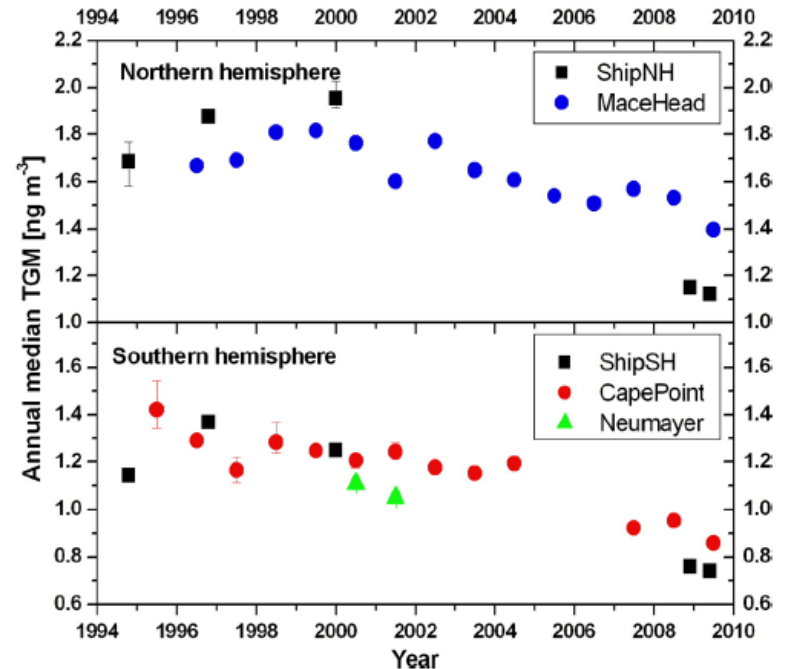 1994 1996 1998 2000 2002 2004 2006 2008 2010
Annual median TGM [ng m-3]
Northern hemisphere
ShipNH
MaceHead
2.2 2.2
2.0 2.0
1.8 1.8
1.6 1.6
1.4 1.4
1.2 1.2
1.0 1.0
Southern hemisphere
ShipSH
CapePoint
Neumayer
1.6 1.6
1.4 1.4
1.2 1.2
1.0 1.0
0.8 0.8
0.6 0.6
1994 1996 1998 2000 2002 2004 2006 2008 2010
Year